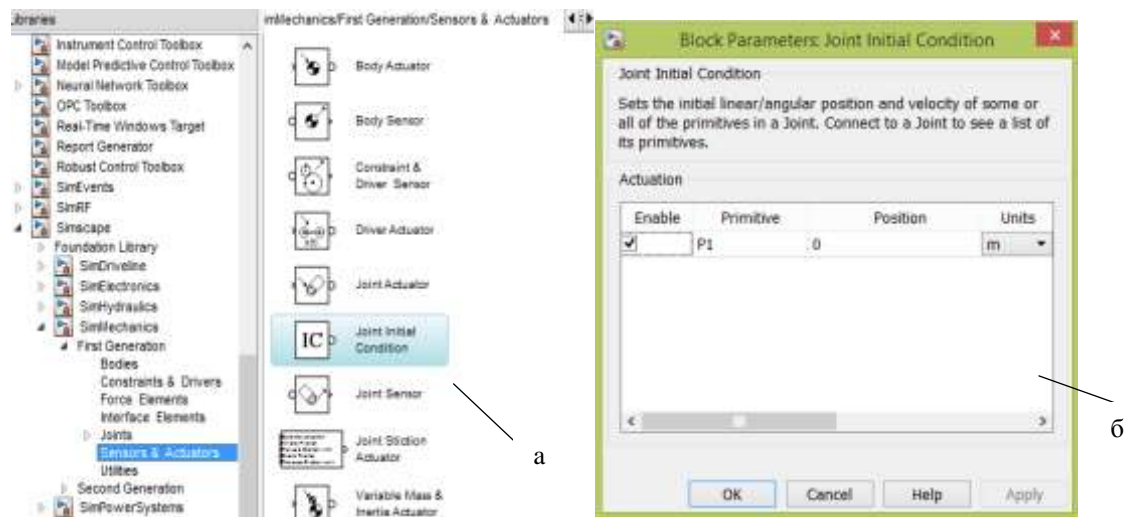 Libraries
Instrument Control Toolbox
Model Predictive Control Toolbox
Neural Network Toolbox
OPC Toolbox
Real-Time Windows Target
Report Generator
Robust Control Toolbox
SimEvents
SimRF
Simscape
Foundation Library
SimDriveline
SimElectronics
SimHydraulics
SimMechanics
First Generation
Bodies
Constraints & Drivers
Force Elements
Interface Elements
Joints
Sensors & Actuators
Utilities
Second Generation
SimPowerSystems
imMechanics/First Generation/Sensors & Actuators
Body Actuator
Body Sensor
Constraint &
Driver Sensor
Driver Actuator
Joint Actuator
IC
Joint Initial
Condition
Joint Sensor
Joint Stiction
Actuator
Variable Mass &
Inertia Actuator
а
Block Parameters: Joint Initial Condition
Joint Initial Condition
Sets the initial linear/angular position and velocity of some or
all of the primitives in a Joint. Connect to a Joint to see a list of
its primitives.
Actuation
Enable Primitive Position Units
P1 0 m
OK Cancel Help Apply
б